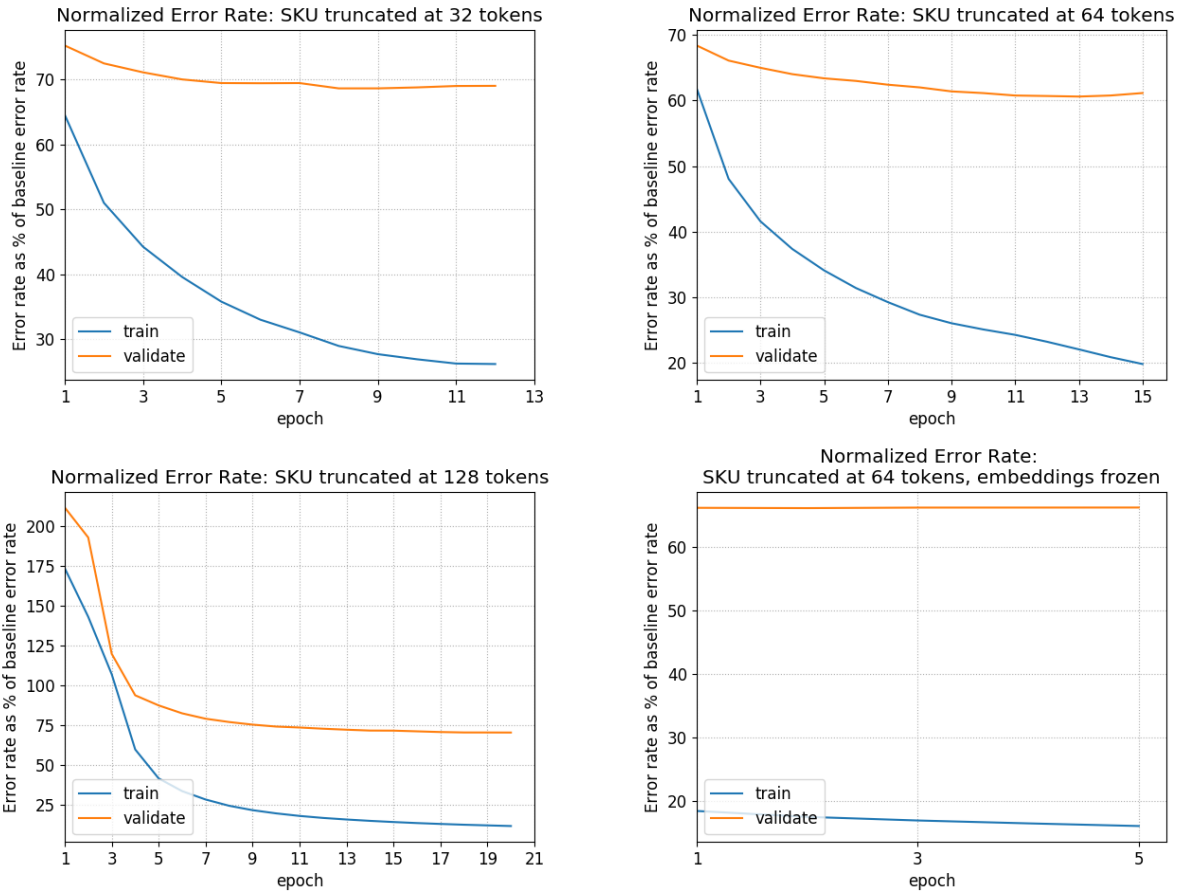 Normalized Error Rate: SKU truncated at 32 tokens
Error rate as % of baseline error rate
70
60
50
40
30
train
validate
1 3 5 7 9 11 13
epoch
Normalized Error Rate: SKU truncated at 64 tokens
Error rate as % of baseline error rate
70
60
50
40
30
20
train
validate
1 3 5 7 9 11 13 15
epoch
Normalized Error Rate: SKU truncated at 128 tokens
Error rate as % of baseline error rate
200
175
150
125
100
75
50
25
train
validate
1 3 5 7 9 11 13 15 17 19 21
epoch
Normalized Error Rate:
SKU truncated at 64 tokens, embeddings frozen
Error rate as % of baseline error rate
60
50
40
30
20
train
validate
1 3 5
epoch